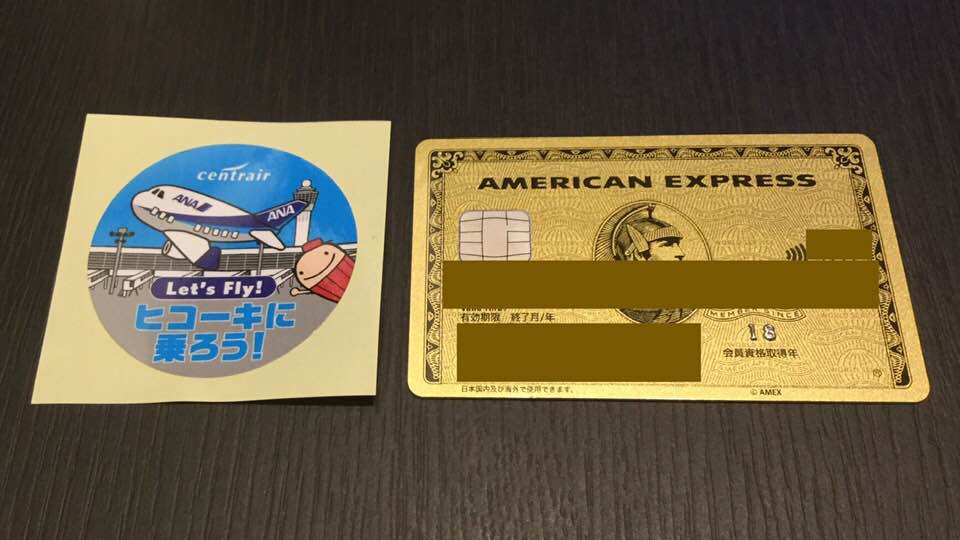 centrair
ANA
ANA
Let's Fly!
ヒコーキに
乗ろう!
AMERICAN EXPRESS
有効期限 終了月/年
MEMBER SINCE
18
会員資格取得年
日本国内及び海外で使用できます。
© AMEX
®